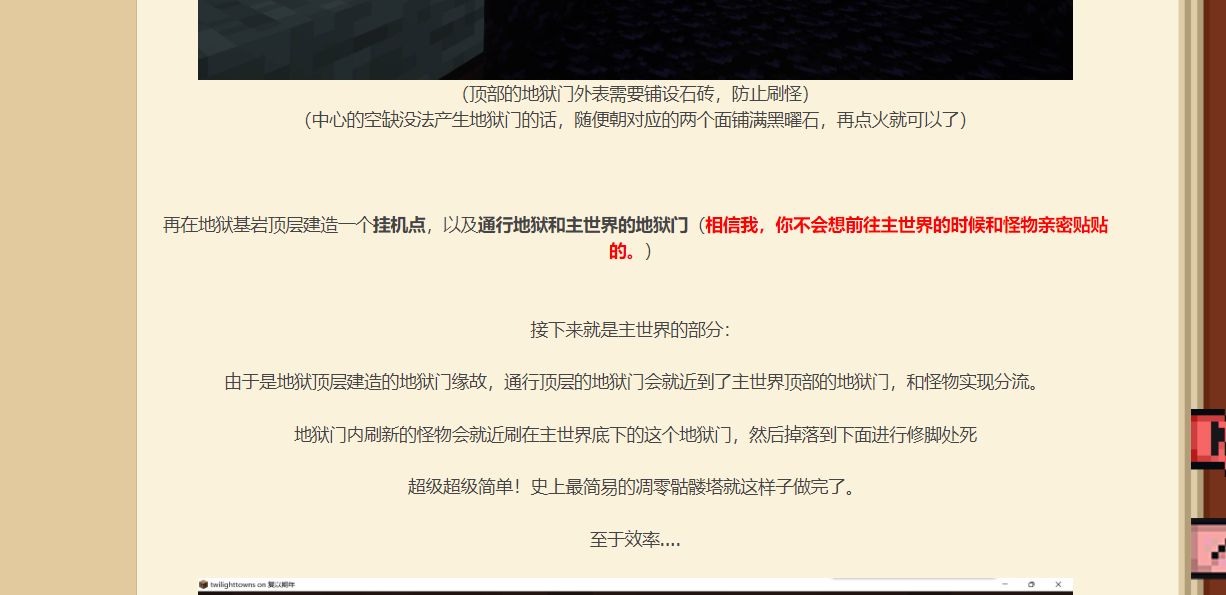 （顶部的地狱门外表需要铺设石砖，防止刷怪）
（中心的空缺没法产生地狱门的话，随便朝对应的两个面铺满黑曜石，再点火就可以了）
再在地狱基岩顶层建造一个挂机点，以及通行地狱和主世界的地狱门（相信我，你不会想前往主世界的时候和怪物亲密贴贴
的。）
接下来就是主世界的部分：
由于是地狱顶层建造的地狱门缘故，通行顶层的地狱门会就近到了主世界顶部的地狱门，和怪物实现分流。
地狱门内刷新的怪物会就近刷在主世界底下的这个地狱门，然后掉落到下面进行修脚处死
超级超级简单！史上最简易的凋零骷髅塔就这样子做完了。
至于效率....
twilighttowns on 复以期年